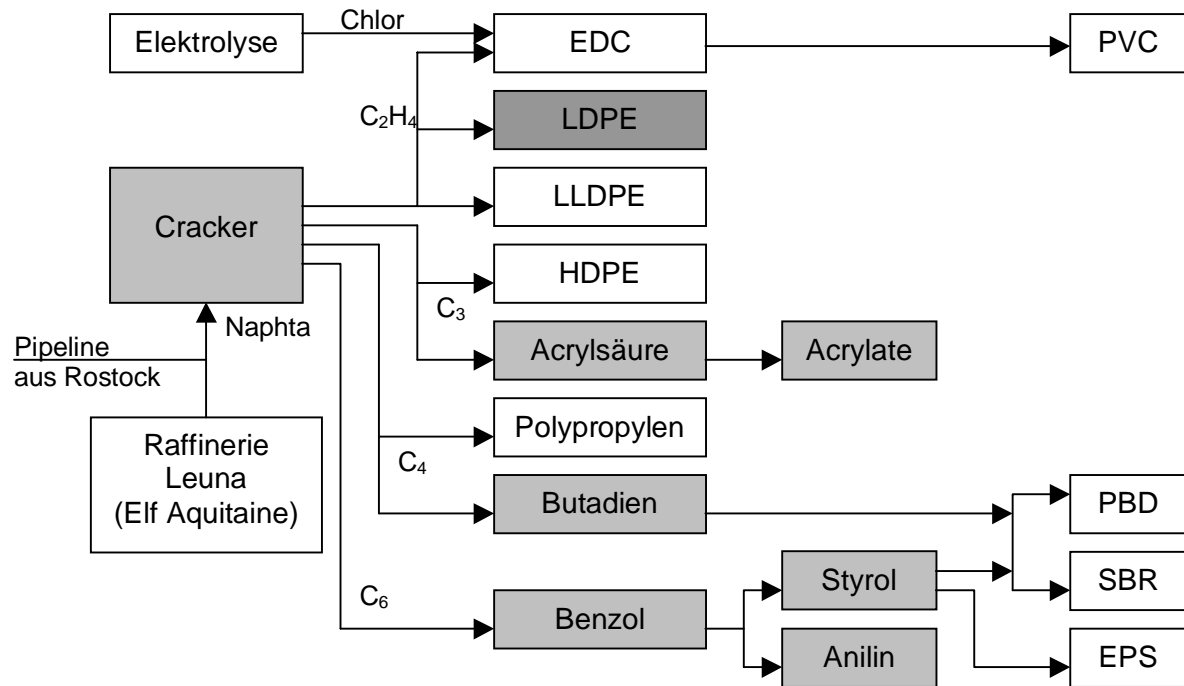 Chlor
Elektrolyse
EDC
PVC
C₂H₄
LDPE
Cracker
LLDPE
HDPE
C₃
Naphta
Pipeline
aus Rostock
Acrylsäure
Acrylate
Raffinerie
Leuna
(Elf Aquitaine)
Polypropylen
C₄
Butadien
PBD
Styrol
SBR
C₆
Benzol
Anilin
EPS